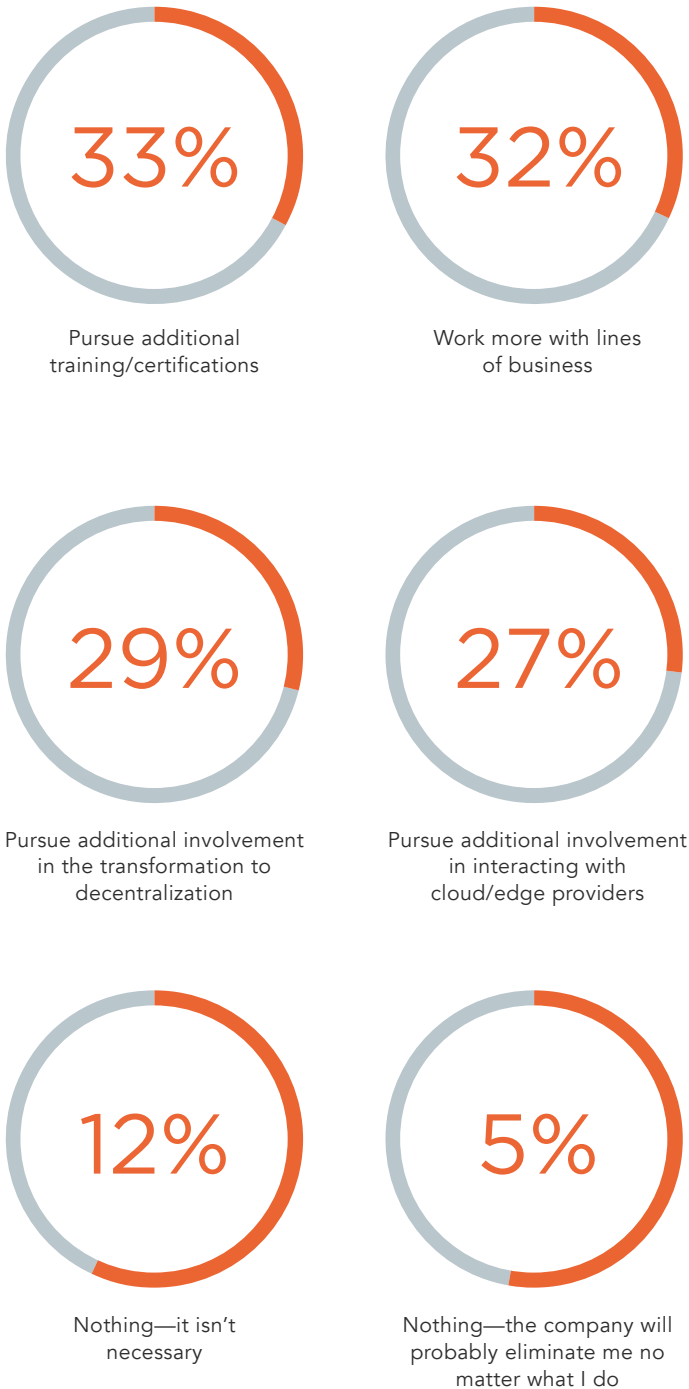 33%
Pursue additional
training/certifications
32%
Work more with lines
of business
29%
Pursue additional involvement
in the transformation to
decentralization
27%
Pursue additional involvement
in interacting with
cloud/edge providers
12%
Nothing—it isn’t
necessary
5%
Nothing—the company will
probably eliminate me no
matter what I do